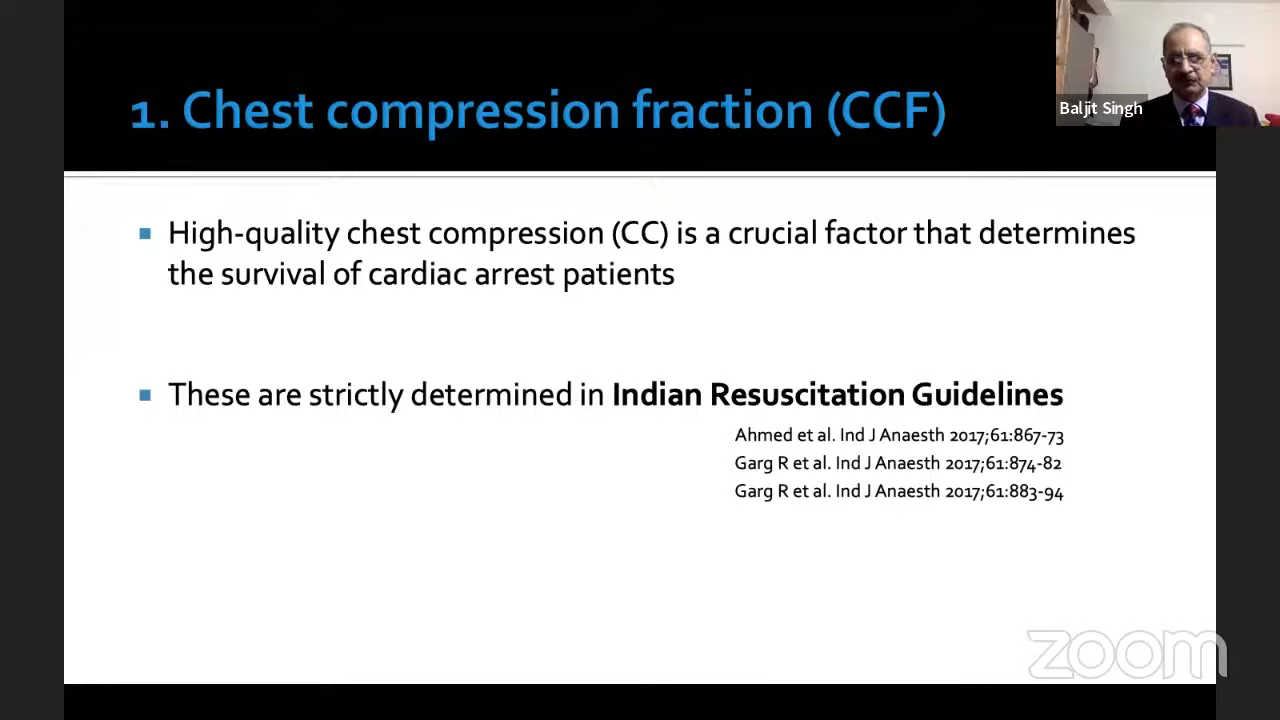 1. Chest compression fraction (CCF)
Baljit Singh
▪ High-quality chest compression (CC) is a crucial factor that determines
the survival of cardiac arrest patients
▪ These are strictly determined in Indian Resuscitation Guidelines
Ahmed et al. Ind J Anaesth 2017;61:867-73
Garg R et al. Ind J Anaesth 2017;61:874-82
Garg R et al. Ind J Anaesth 2017;61:883-94
zoom